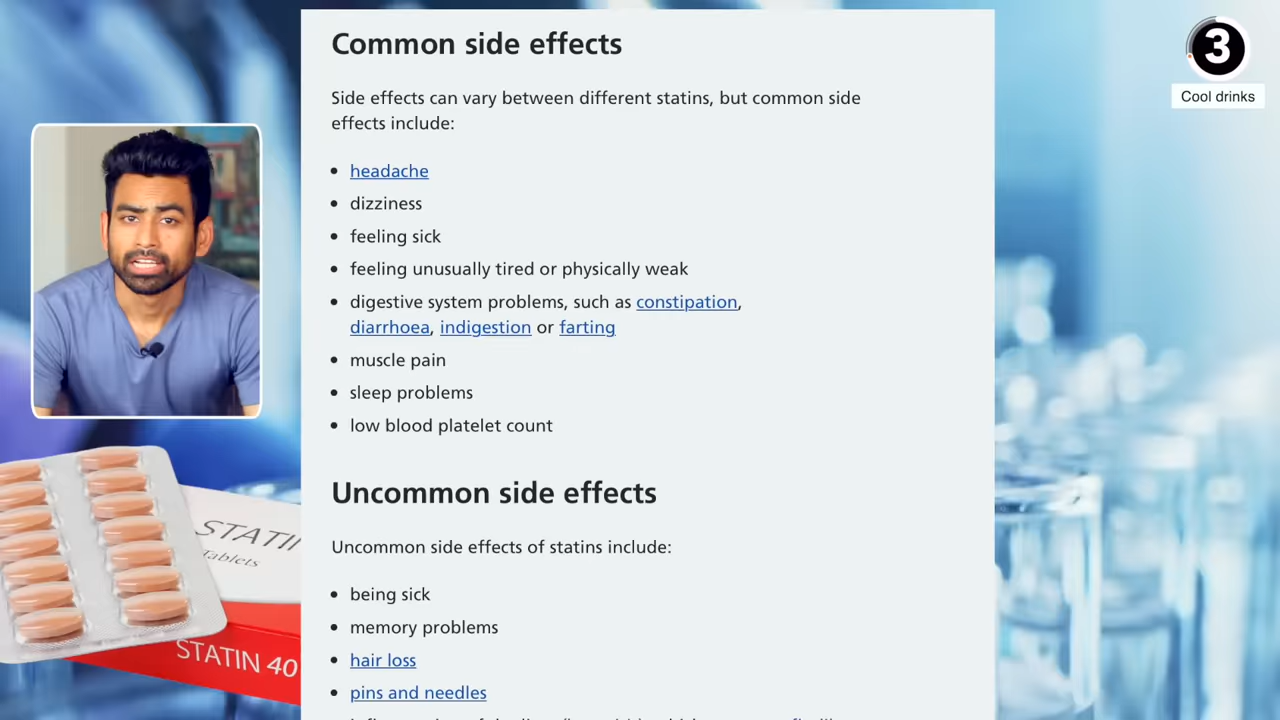 Common side effects
Side effects can vary between different statins, but common side
effects include:
headache
dizziness
feeling sick
feeling unusually tired or physically weak
digestive system problems, such as constipation,
diarrhoea, indigestion or farting
muscle pain
sleep problems
low blood platelet count
Uncommon side effects
Uncommon side effects of statins include:
being sick
memory problems
hair loss
pins and needles
3
Cool drinks
STATIN
Tablets
STATIN 40